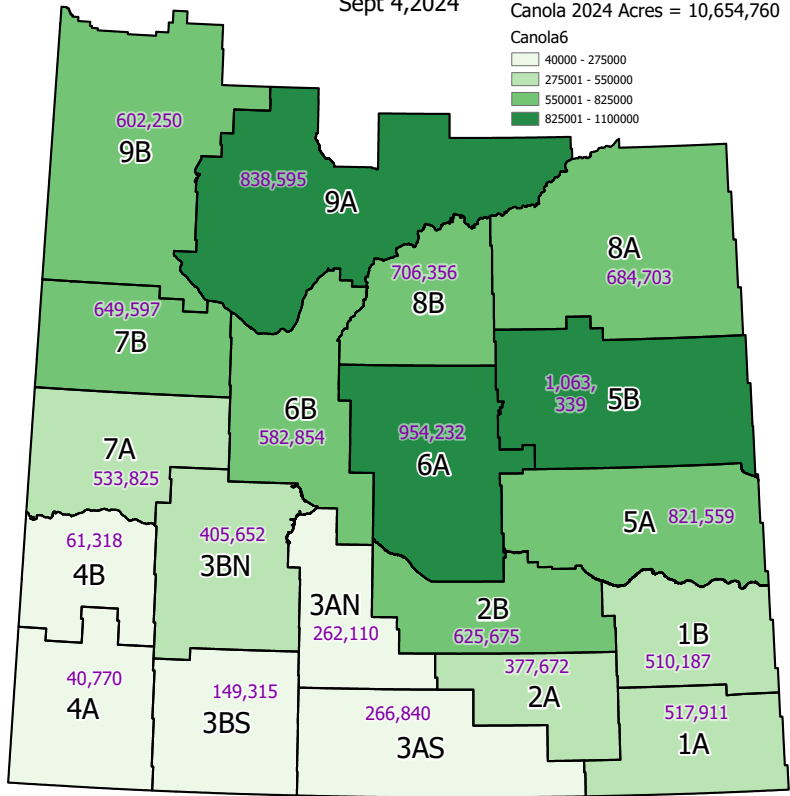 Sept 4,2024
Canola 2024 Acres = 10,654,760
Canola6
40000 - 275000
275001 - 550000
550001 - 825000
825001 - 1100000
602,250
9B
838,595
9A
8A
684,703
706,356
8B
649,597
7B
1,063,
339
5B
6B
582,854
954,232
6A
7A
533,825
5A
821,559
405,652
3BN
61,318
4B
3AN
262,110
2B
625,675
1B
510,187
377,672
2A
40,770
4A
149,315
3BS
266,840
3AS
517,911
1A